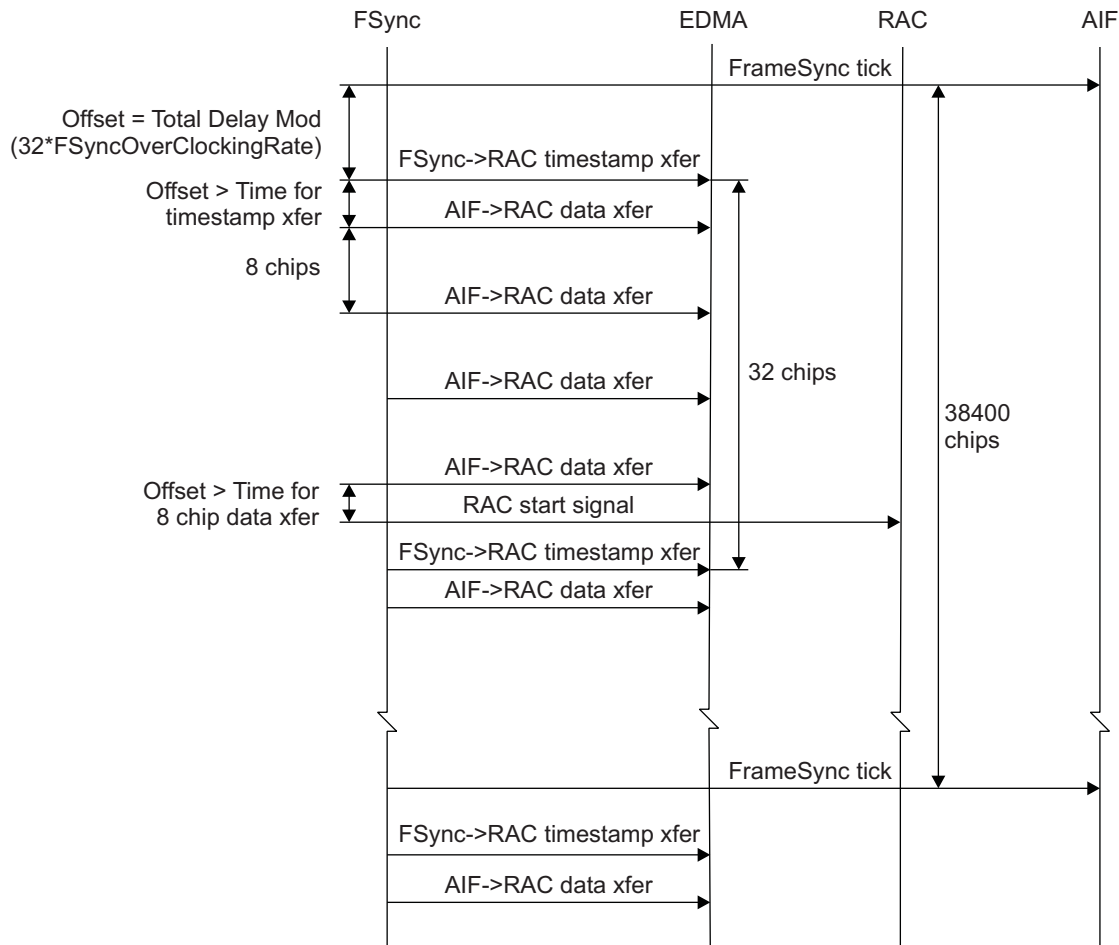 FSync EDMA RAC AIF
FrameSync tick
Offset = Total Delay Mod
(32*FSyncOverClockingRate)
FSync->RAC timestamp xfer
Offset > Time for
timestamp xfer
AIF->RAC data xfer
8 chips
AIF->RAC data xfer
32 chips
AIF->RAC data xfer
38400
chips
AIF->RAC data xfer
Offset > Time for
8 chip data xfer
RAC start signal
FSync->RAC timestamp xfer
AIF->RAC data xfer
FrameSync tick
FSync->RAC timestamp xfer
AIF->RAC data xfer